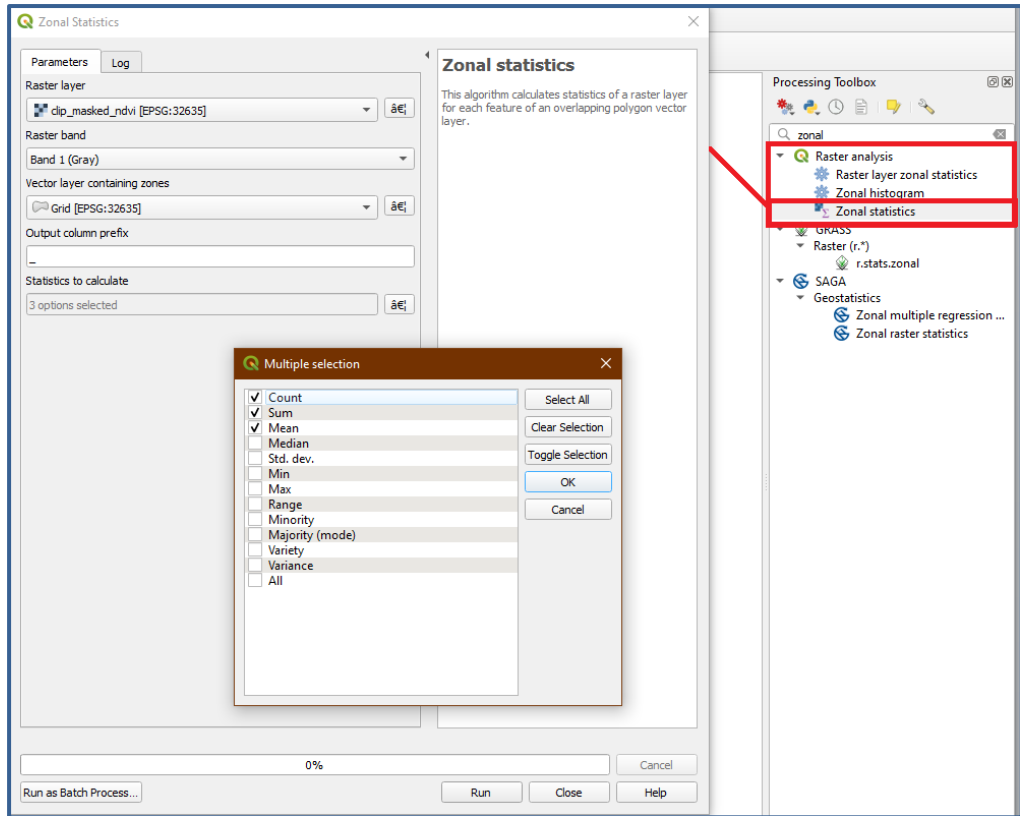 Zonal Statistics
Parameters
Log
Raster layer
clip_masked_ndvi [EPSG:32635]
…
Raster band
Band 1 (Gray)
Vector layer containing zones
Grid [EPSG:32635]
…
Output column prefix
_
Statistics to calculate
3 options selected
…
Zonal statistics
This algorithm calculates statistics of a raster layer
for each feature of an overlapping polygon vector
layer.
Multiple selection
Count
Sum
Mean
Median
Std. dev.
Min
Max
Range
Minority
Majority (mode)
Variety
Variance
All
Select All
Clear Selection
Toggle Selection
OK
Cancel
0%
Cancel
Run as Batch Process...
Run
Close
Help
Processing Toolbox
zonal
Raster analysis
Raster layer zonal statistics
Zonal histogram
Zonal statistics
GRASS
Raster (r.*)
r.stats.zonal
SAGA
Geostatistics
Zonal multiple regression ...
Zonal raster statistics